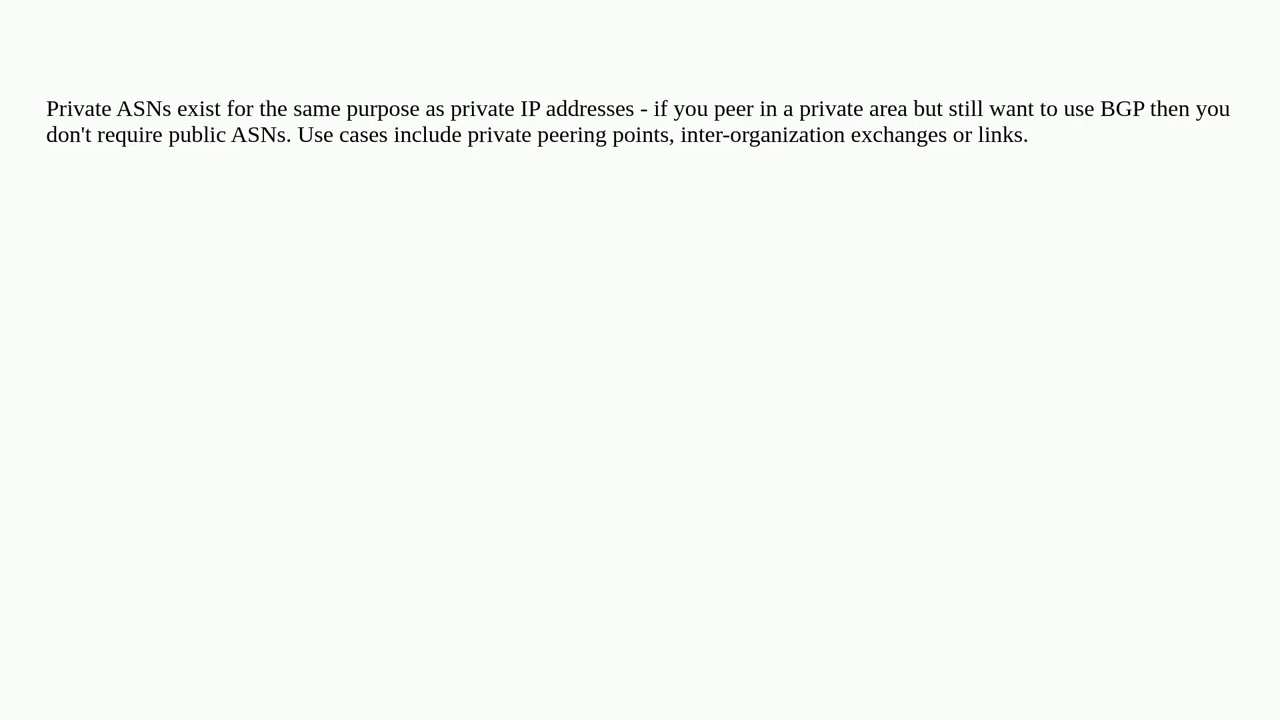 Private ASNs exist for the same purpose as private IP addresses - if you peer in a private area but still want to use BGP then you
don't require public ASNs. Use cases include private peering points, inter-organization exchanges or links.